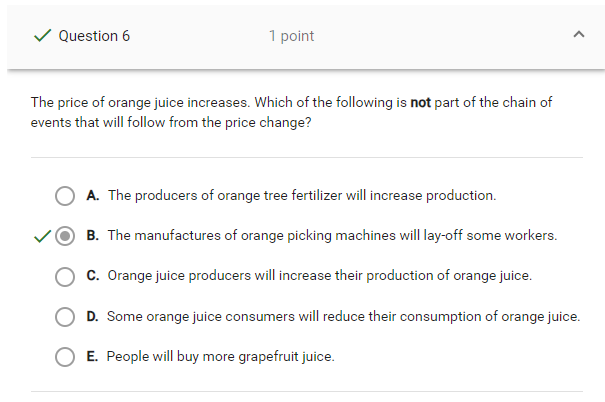 Question 6 1 point
The price of orange juice increases. Which of the following is not part of the chain of
events that will follow from the price change?
A. The producers of orange tree fertilizer will increase production.
B. The manufactures of orange picking machines will lay-off some workers.
C. Orange juice producers will increase their production of orange juice.
D. Some orange juice consumers will reduce their consumption of orange juice.
E. People will buy more grapefruit juice.